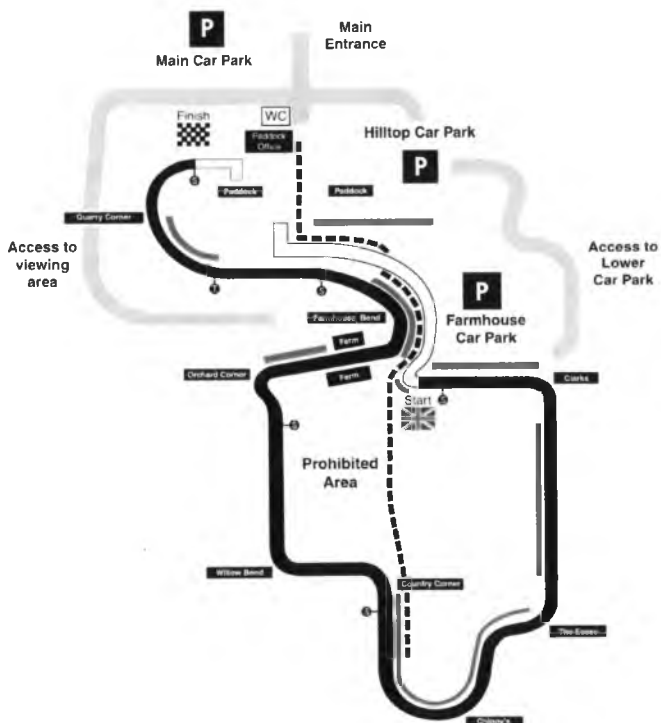 P
Main Car Park
Main
Entrance
Finish
WC
Paddock
Office
Hilltop Car Park
P
Paddock
Paddock
Quarry Corner
Access to
viewing
area
Access to
Lower
Car Park
P
Farmhouse
Car Park
Farmhouse Bend
Farm
Farm
Orchard Corner
Clarks
Start
Prohibited
Area
Willow Bend
Country Corner
The Esses